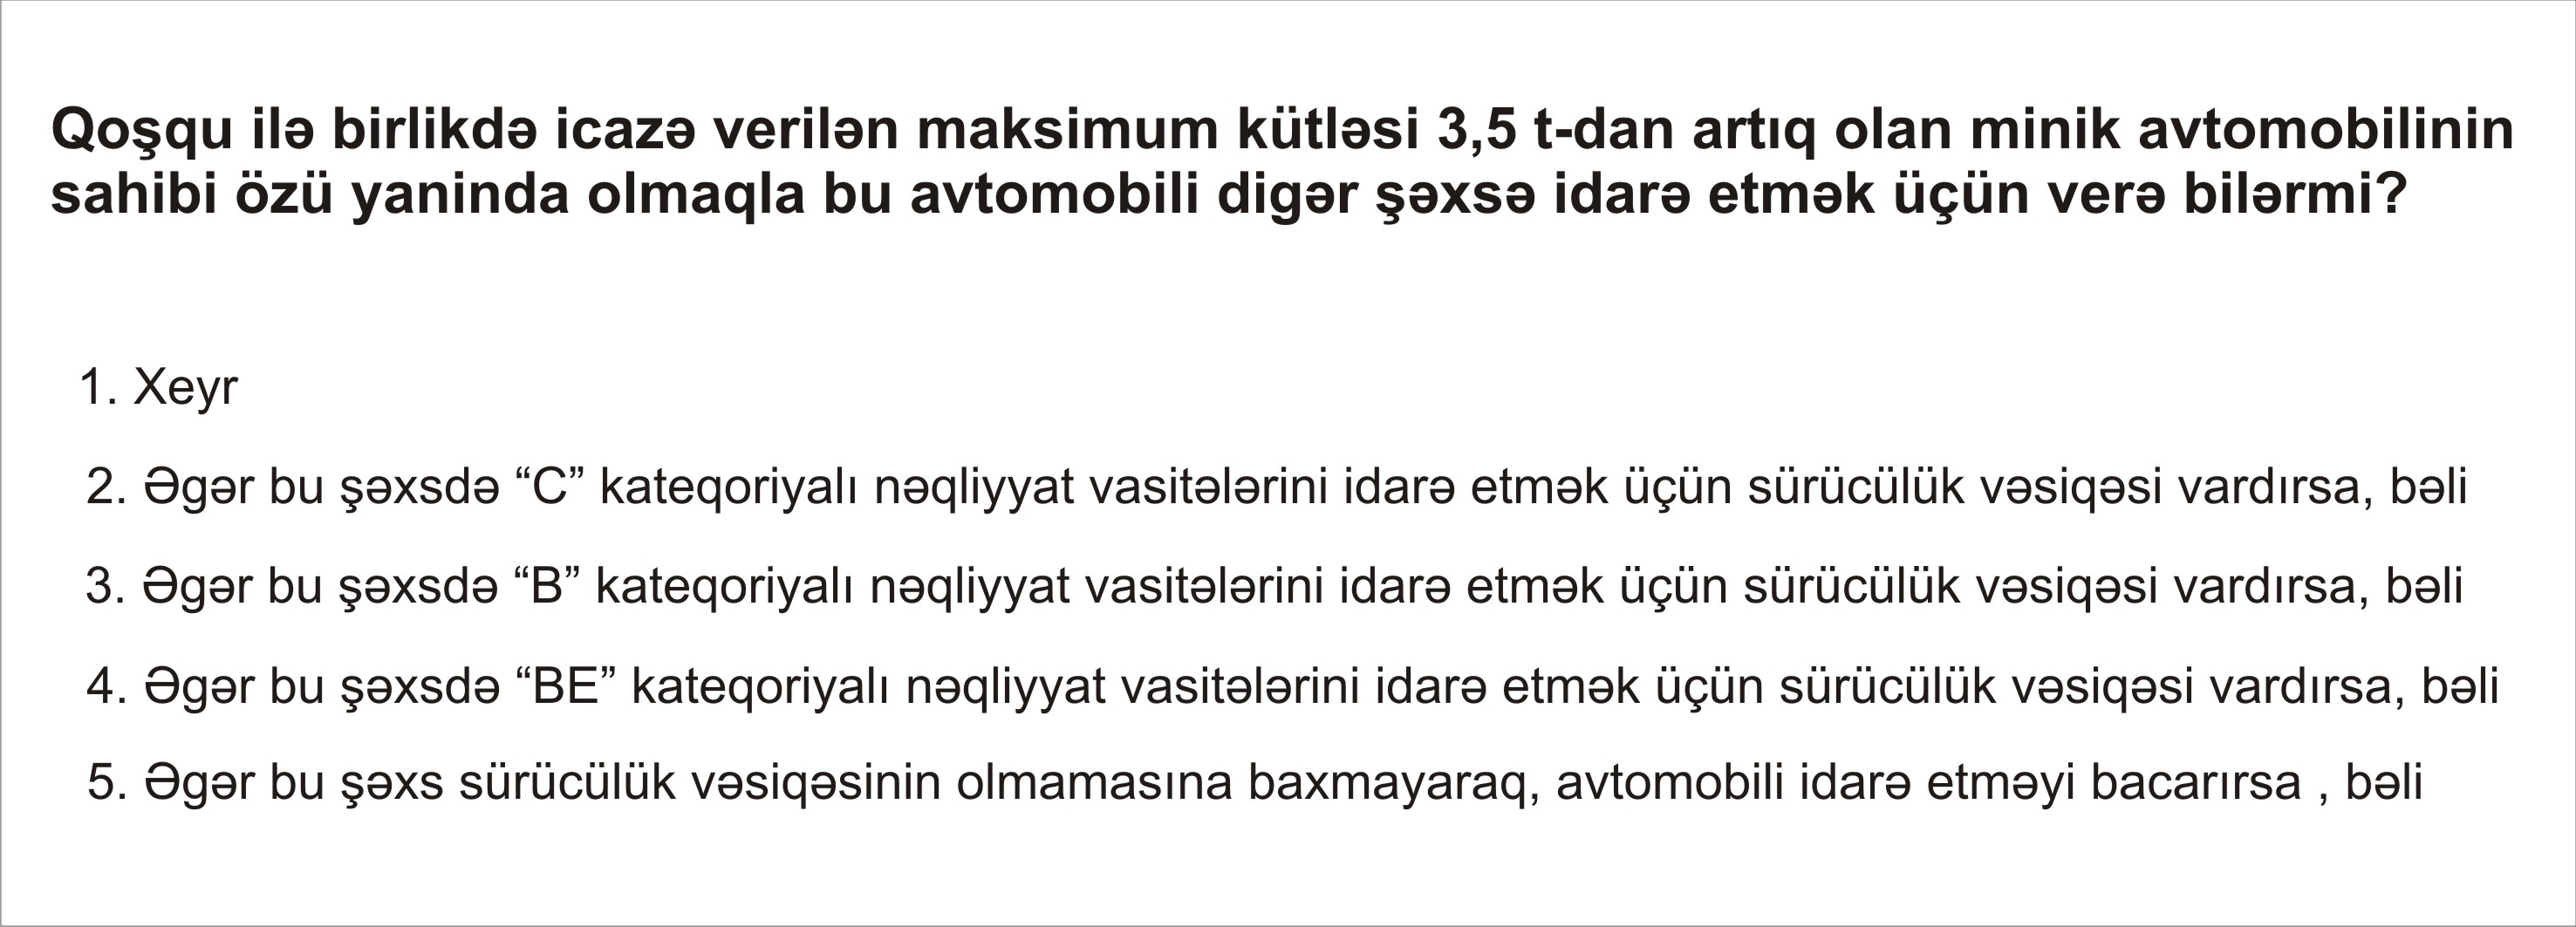 Qoşqu ilə birlikdə icazə verilən maksimum kütləsi 3,5 t-dan artıq olan minik avtomobilinin
sahibi özü yaninda olmaqla bu avtomobili digər şəxsə idarə etmək üçün verə bilərmi?
1. Xeyr
2. Əgər bu şəxsdə “C” kateqoriyalı nəqliyyat vasitələrini idarə etmək üçün sürücülük vəsiqəsi vardırsa, bəli
3. Əgər bu şəxsdə “B” kateqoriyalı nəqliyyat vasitələrini idarə etmək üçün sürücülük vəsiqəsi vardırsa, bəli
4. Əgər bu şəxsdə “BE” kateqoriyalı nəqliyyat vasitələrini idarə etmək üçün sürücülük vəsiqəsi vardırsa, bəli
5. Əgər bu şəxs sürücülük vəsiqəsinin olmamasına baxmayaraq, avtomobili idarə etməyi bacarırsa , bəli